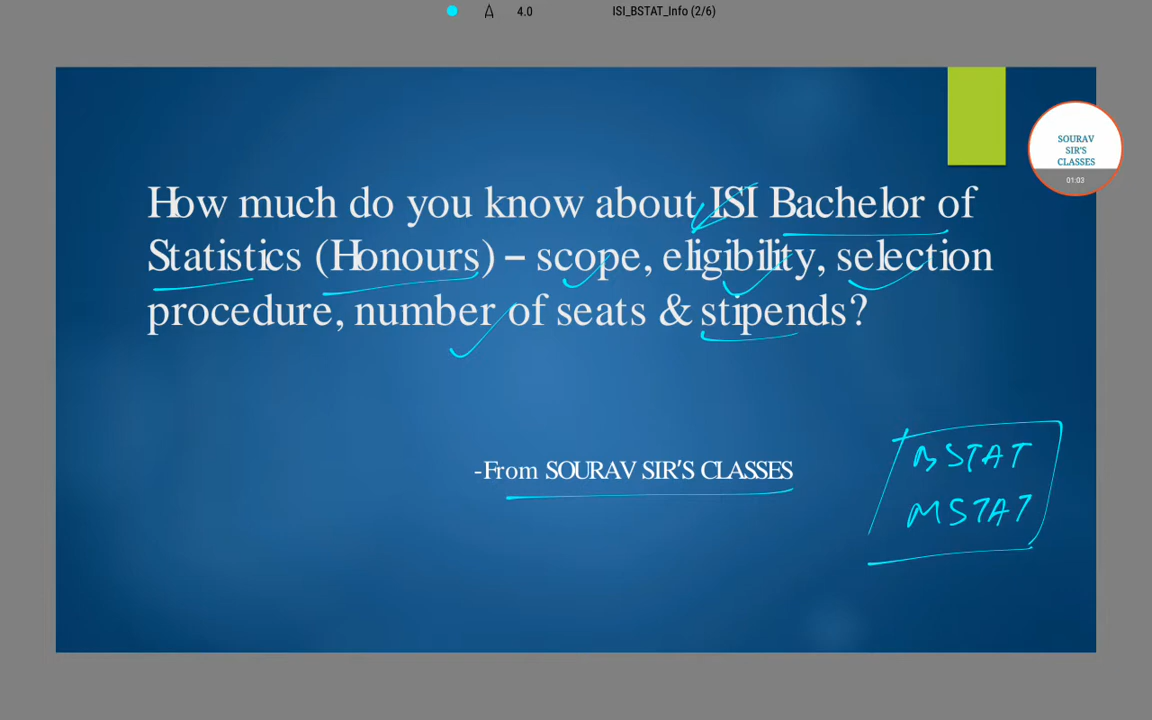 4.0 ISI_BSTAT_Info (2/6)
How much do you know about ISI Bachelor of
Statistics (Honours) – scope, eligibility, selection
procedure, number of seats & stipends?
SOURAV
SIR'S
CLASSES
01:03
-From SOURAV SIR'S CLASSES
BSTAT
MSTAT